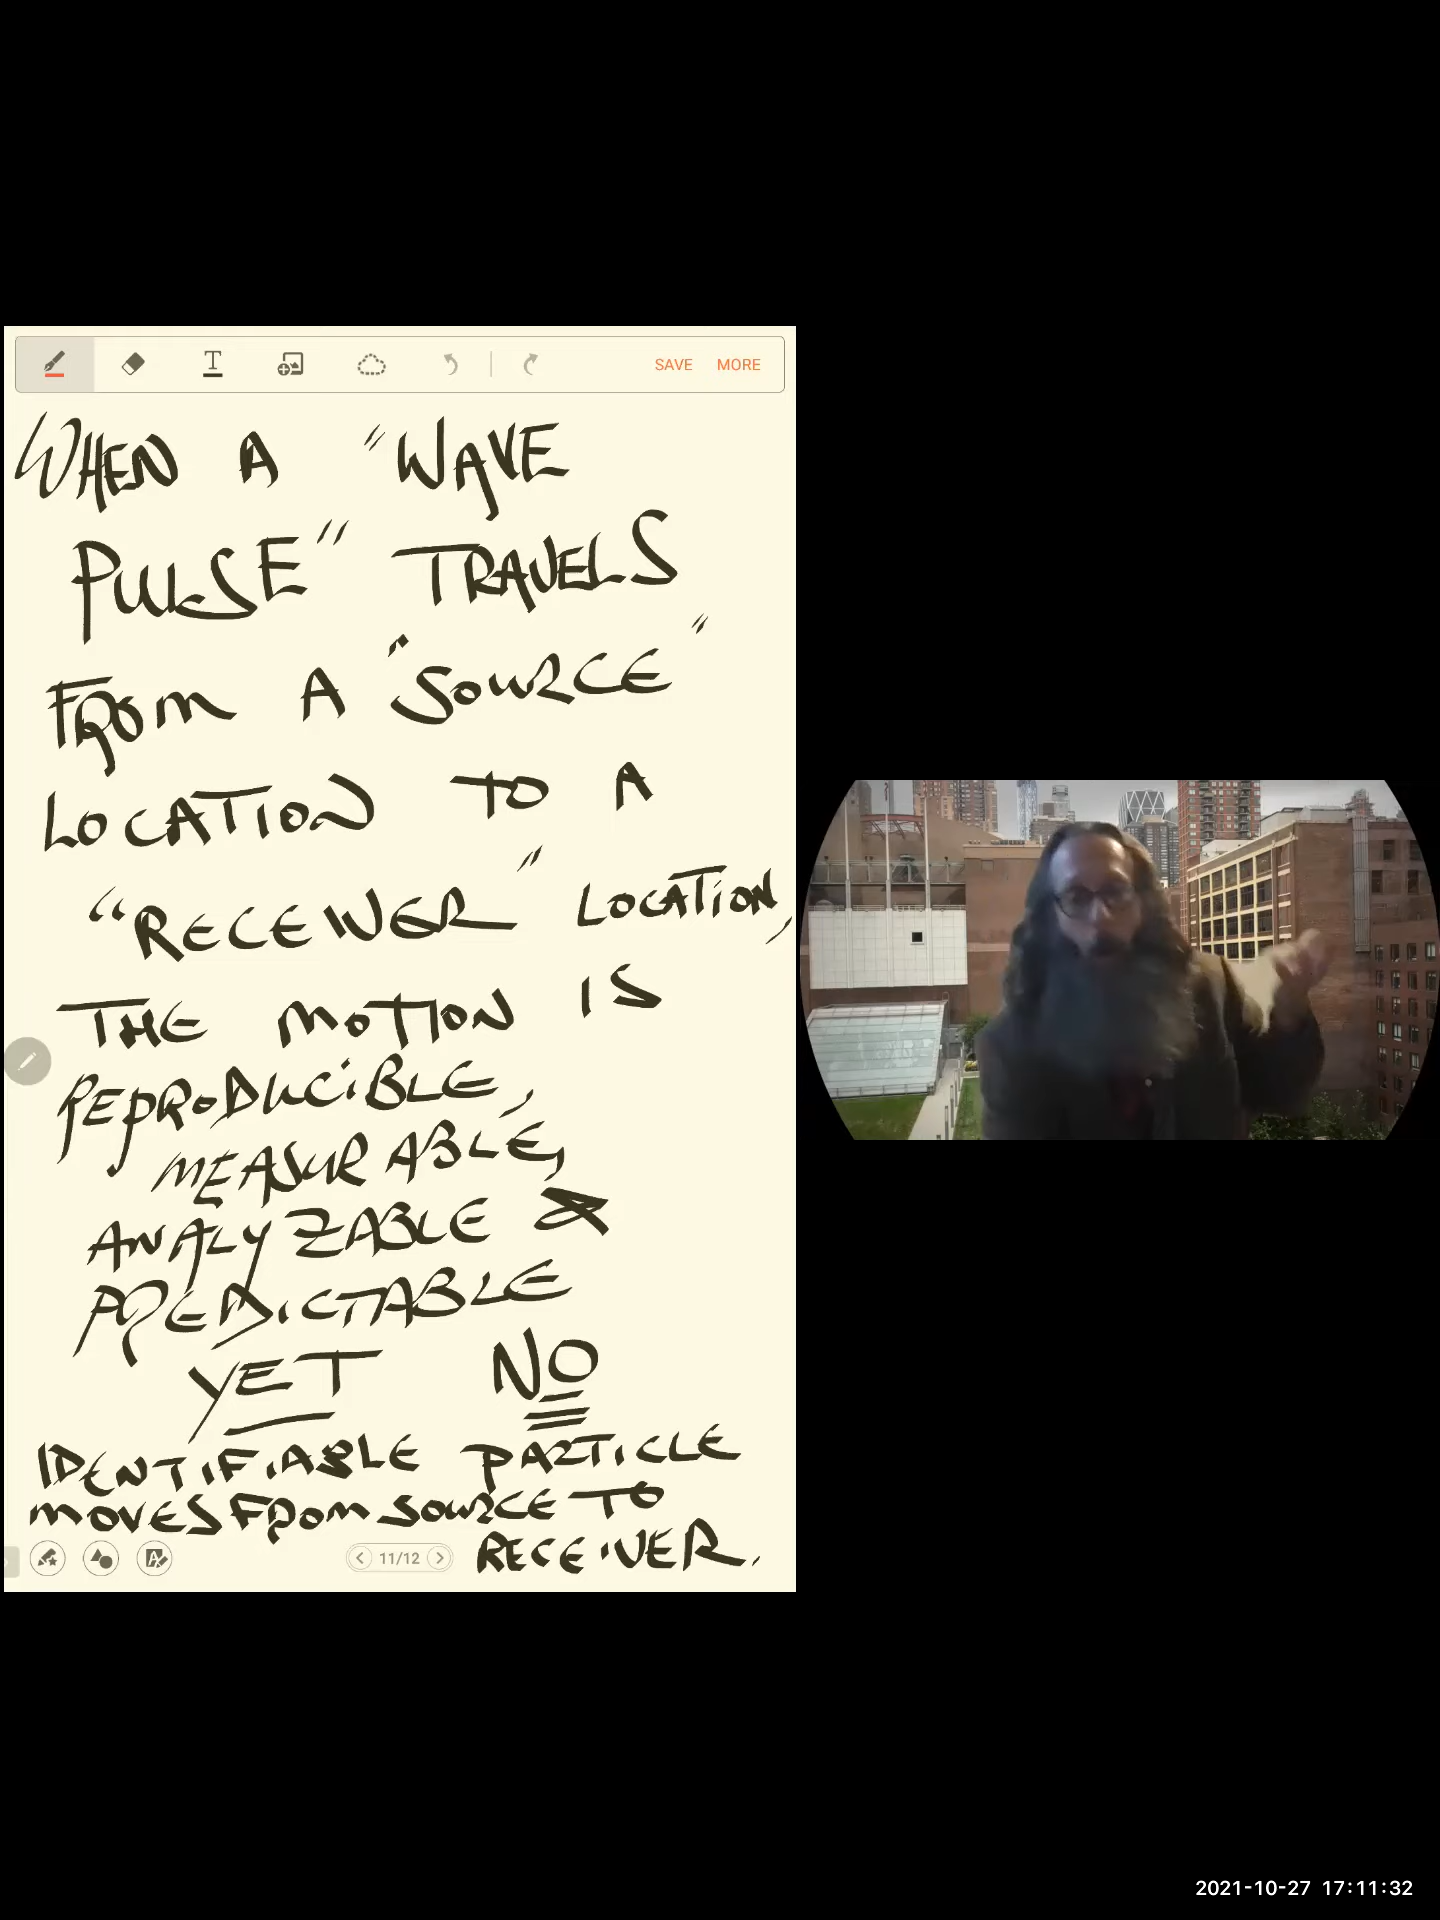 T
SAVE MORE
WHEN A "WAVE
PULSE" TRAVELS
FROM A "SOURCE"
LOCATION TO A
"RECEIVER" LOCATION,
THE MOTION IS
REPRODUCIBLE,
MEASURABLE,
ANALYZABLE &
PREDICTABLE
YET NO
IDENTIFIABLE PARTICLE
MOVES FROM SOURCE TO
RECEIVER.
11/12
2021-10-27 17:11:32